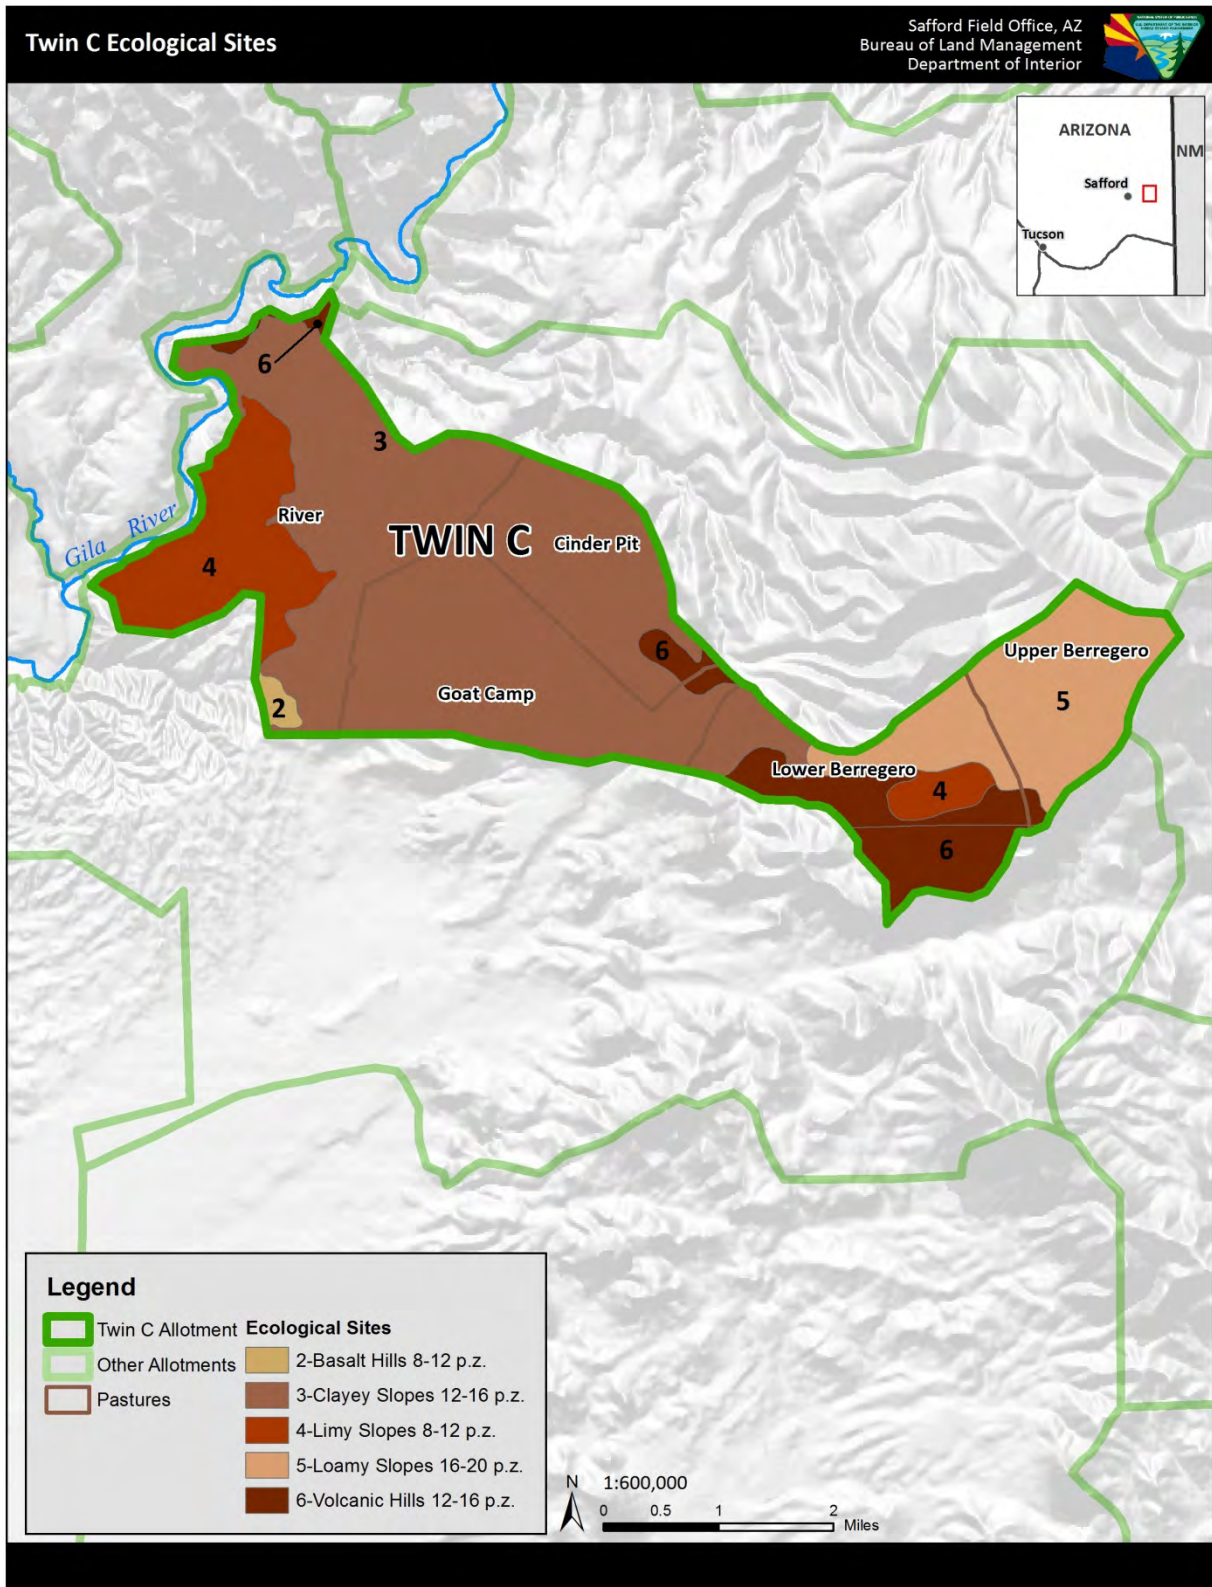 Twin C Ecological Sites
Safford Field Office, AZ
Bureau of Land Management
Department of Interior
ARIZONA
NM
Safford
Tucson
6
3
River
TWIN C
Cinder Pit
Gila River
4
6
Upper Berregero
Goat Camp
5
2
Lower Berregero
4
6
Legend
Twin C Allotment
Other Allotments
Pastures
Ecological Sites
2-Basalt Hills 8-12 p.z.
3-Clayey Slopes 12-16 p.z.
4-Limy Slopes 8-12 p.z.
5-Loamy Slopes 16-20 p.z.
6-Volcanic Hills 12-16 p.z.
N
1:600,000
0 0.5 1 2
Miles